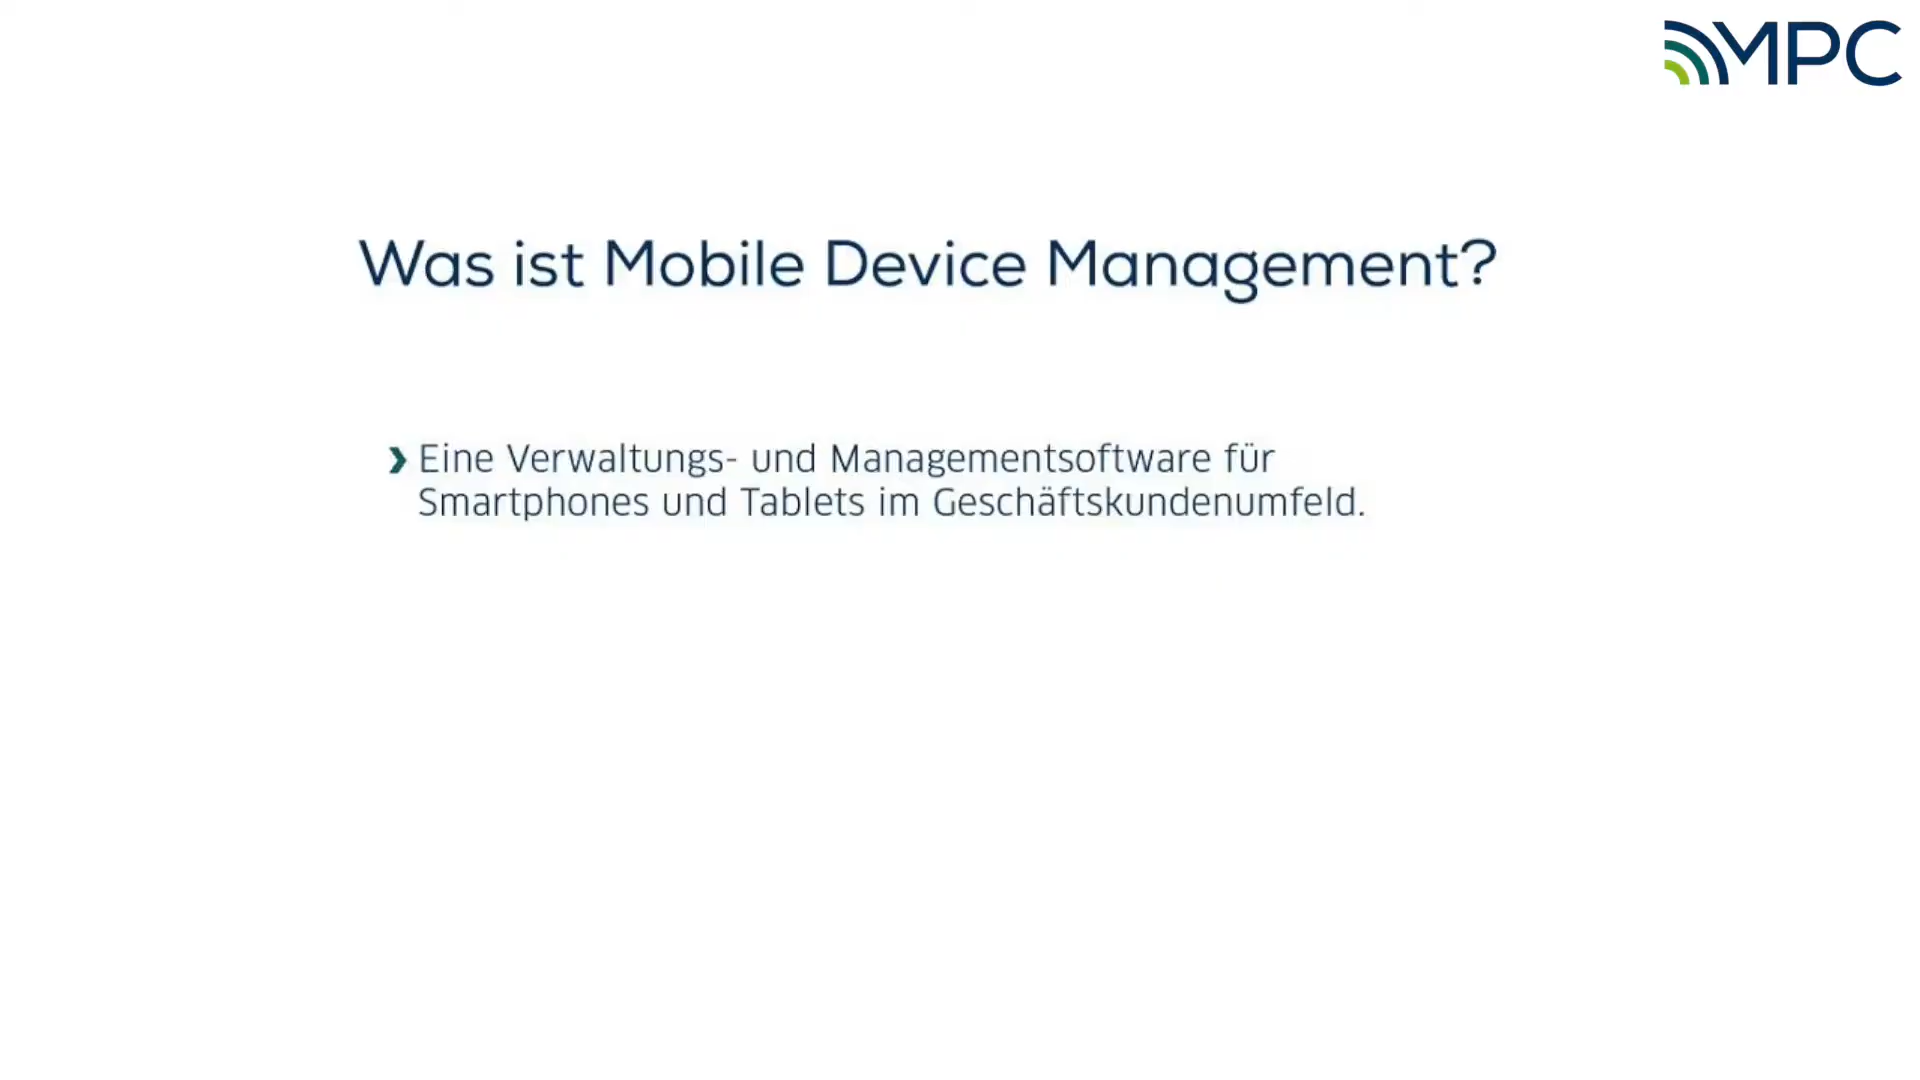 MPC
Was ist Mobile Device Management?
Eine Verwaltungs- und Managementsoftware für
Smartphones und Tablets im Geschäftskundenumfeld.